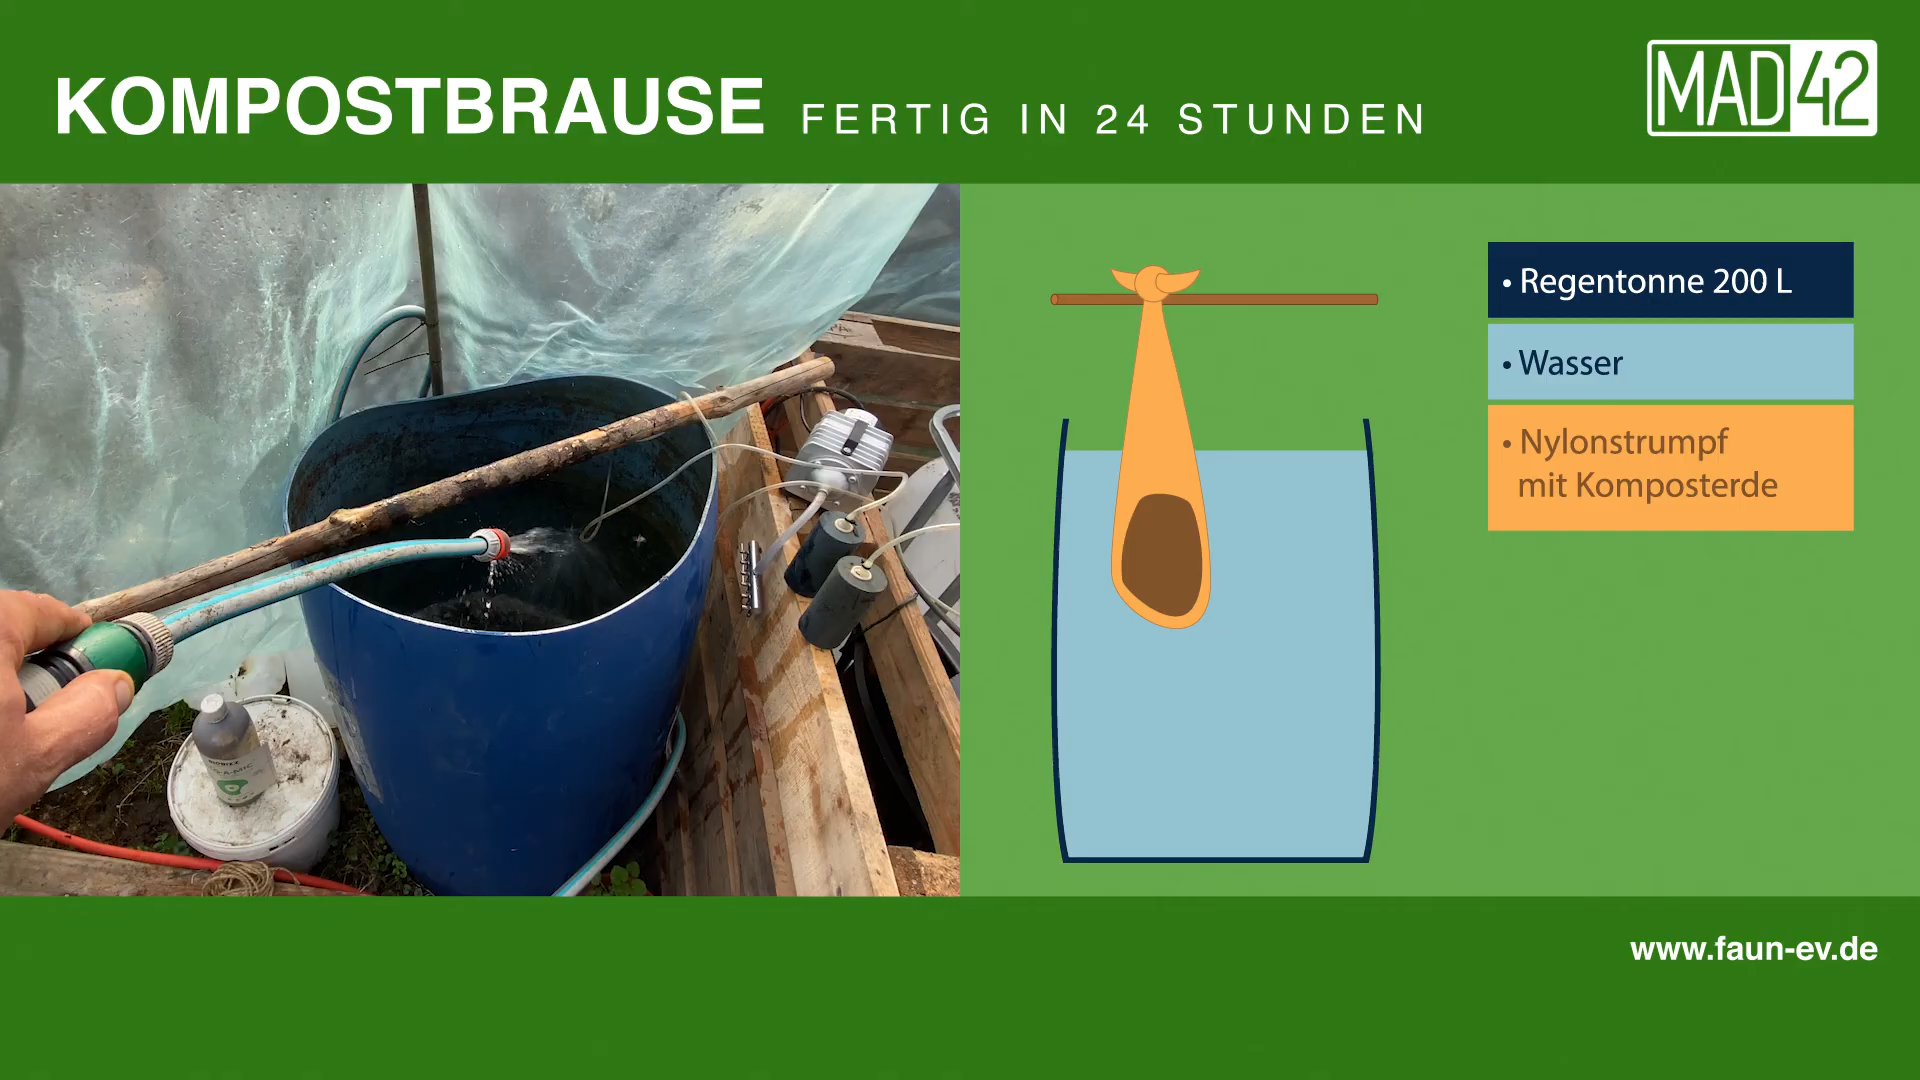 KOMPOSTBRAUSE FERTIG IN 24 STUNDEN
MAD42
• Regentonne 200 L
• Wasser
• Nylonstrumpf
mit Komposterde
www.faun-ev.de